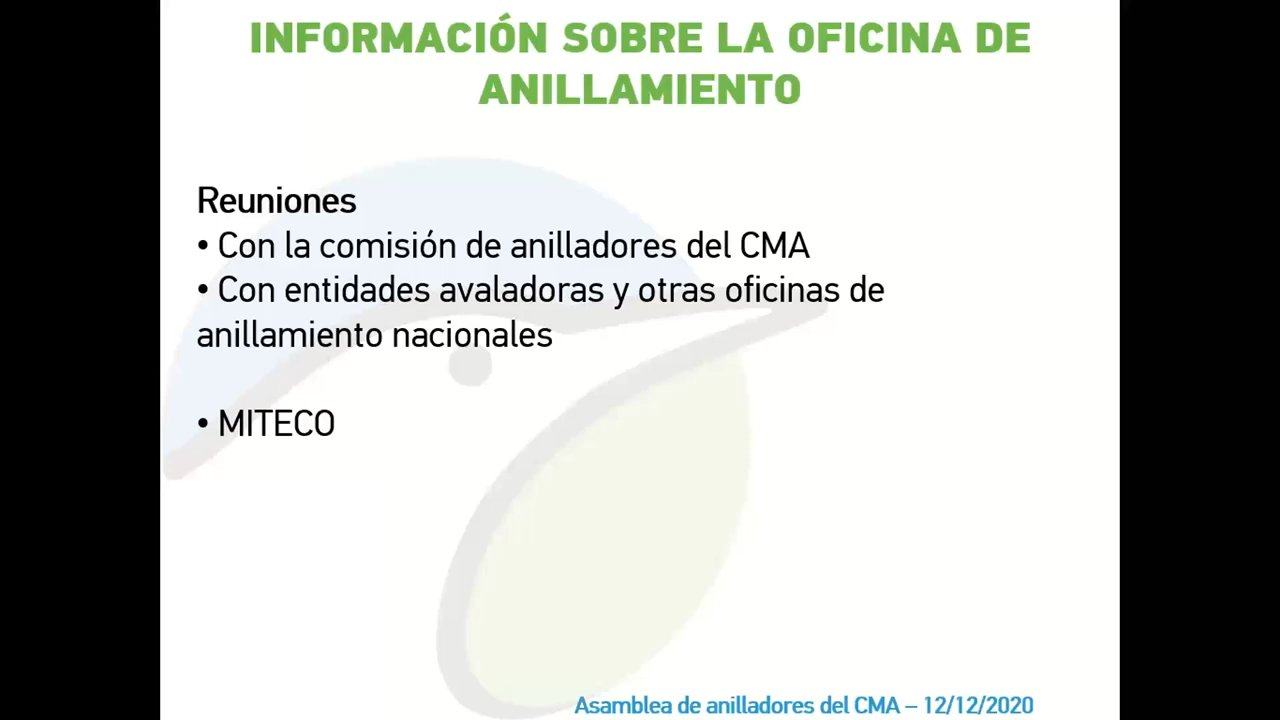 INFORMACIÓN SOBRE LA OFICINA DE
ANILLAMIENTO
Reuniones
• Con la comisión de anilladores del CMA
• Con entidades avaladoras y otras oficinas de
anillamiento nacionales
• MITECO
Asamblea de anilladores del CMA – 12/12/2020